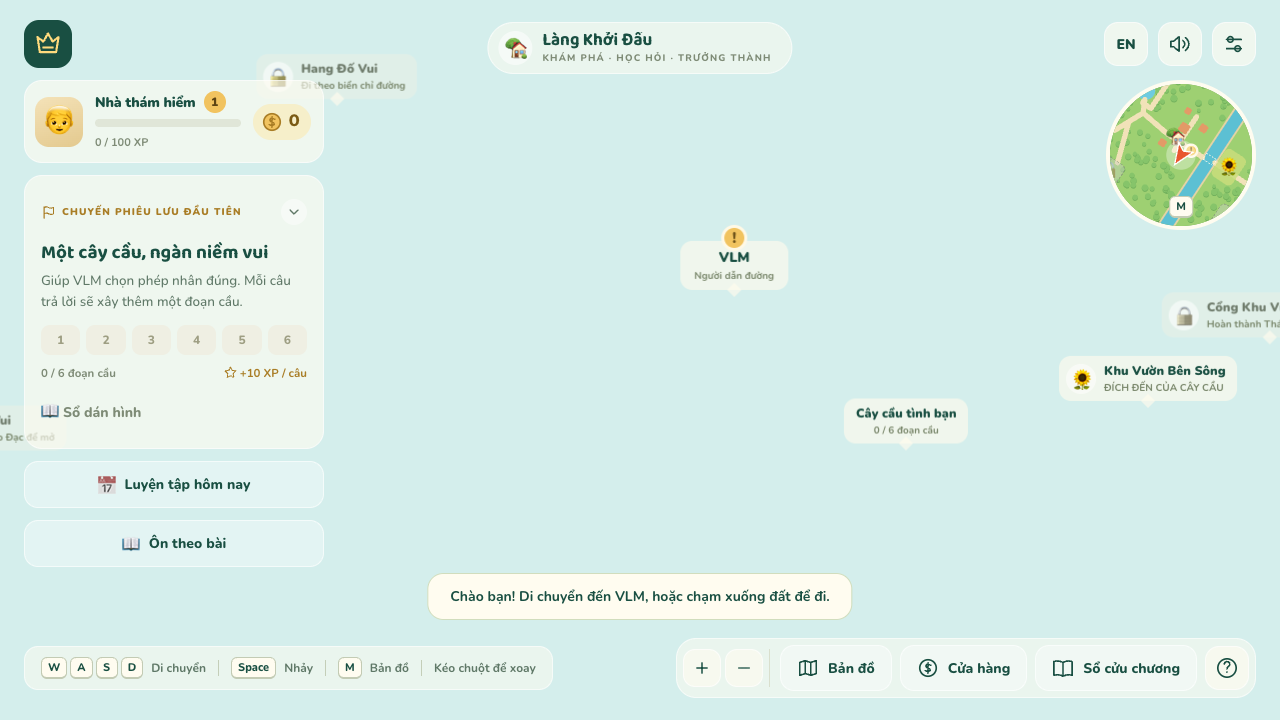 Làng Khởi Đầu
KHÁM PHÁ · HỌC HỎI · TRƯỞNG THÀNH
EN
Hang Đố Vui
Đi theo biển chỉ đường
Nhà thám hiểm 1
0 / 100 XP
0
CHUYẾN PHIÊU LƯU ĐẦU TIÊN
Một cây cầu, ngàn niềm vui
Giúp VLM chọn phép nhân đúng. Mỗi câu
trả lời sẽ xây thêm một đoạn cầu.
1 2 3 4 5 6
0 / 6 đoạn cầu
+10 XP / câu
Sổ dán hình
Đạc để mở
17 Luyện tập hôm nay
Ôn theo bài
!
VLM
Người dẫn đường
M
Cổng Khu
Hoàn thành
Khu Vườn Bên Sông
ĐÍCH ĐẾN CỦA CÂY CẦU
Cây cầu tình bạn
0 / 6 đoạn cầu
Chào bạn! Di chuyển đến VLM, hoặc chạm xuống đất để đi.
W A S D Di chuyển
Space Nhảy
M Bản đồ
Kéo chuột để xoay
+ −
Bản đồ
Cửa hàng
Sổ cửu chương
?